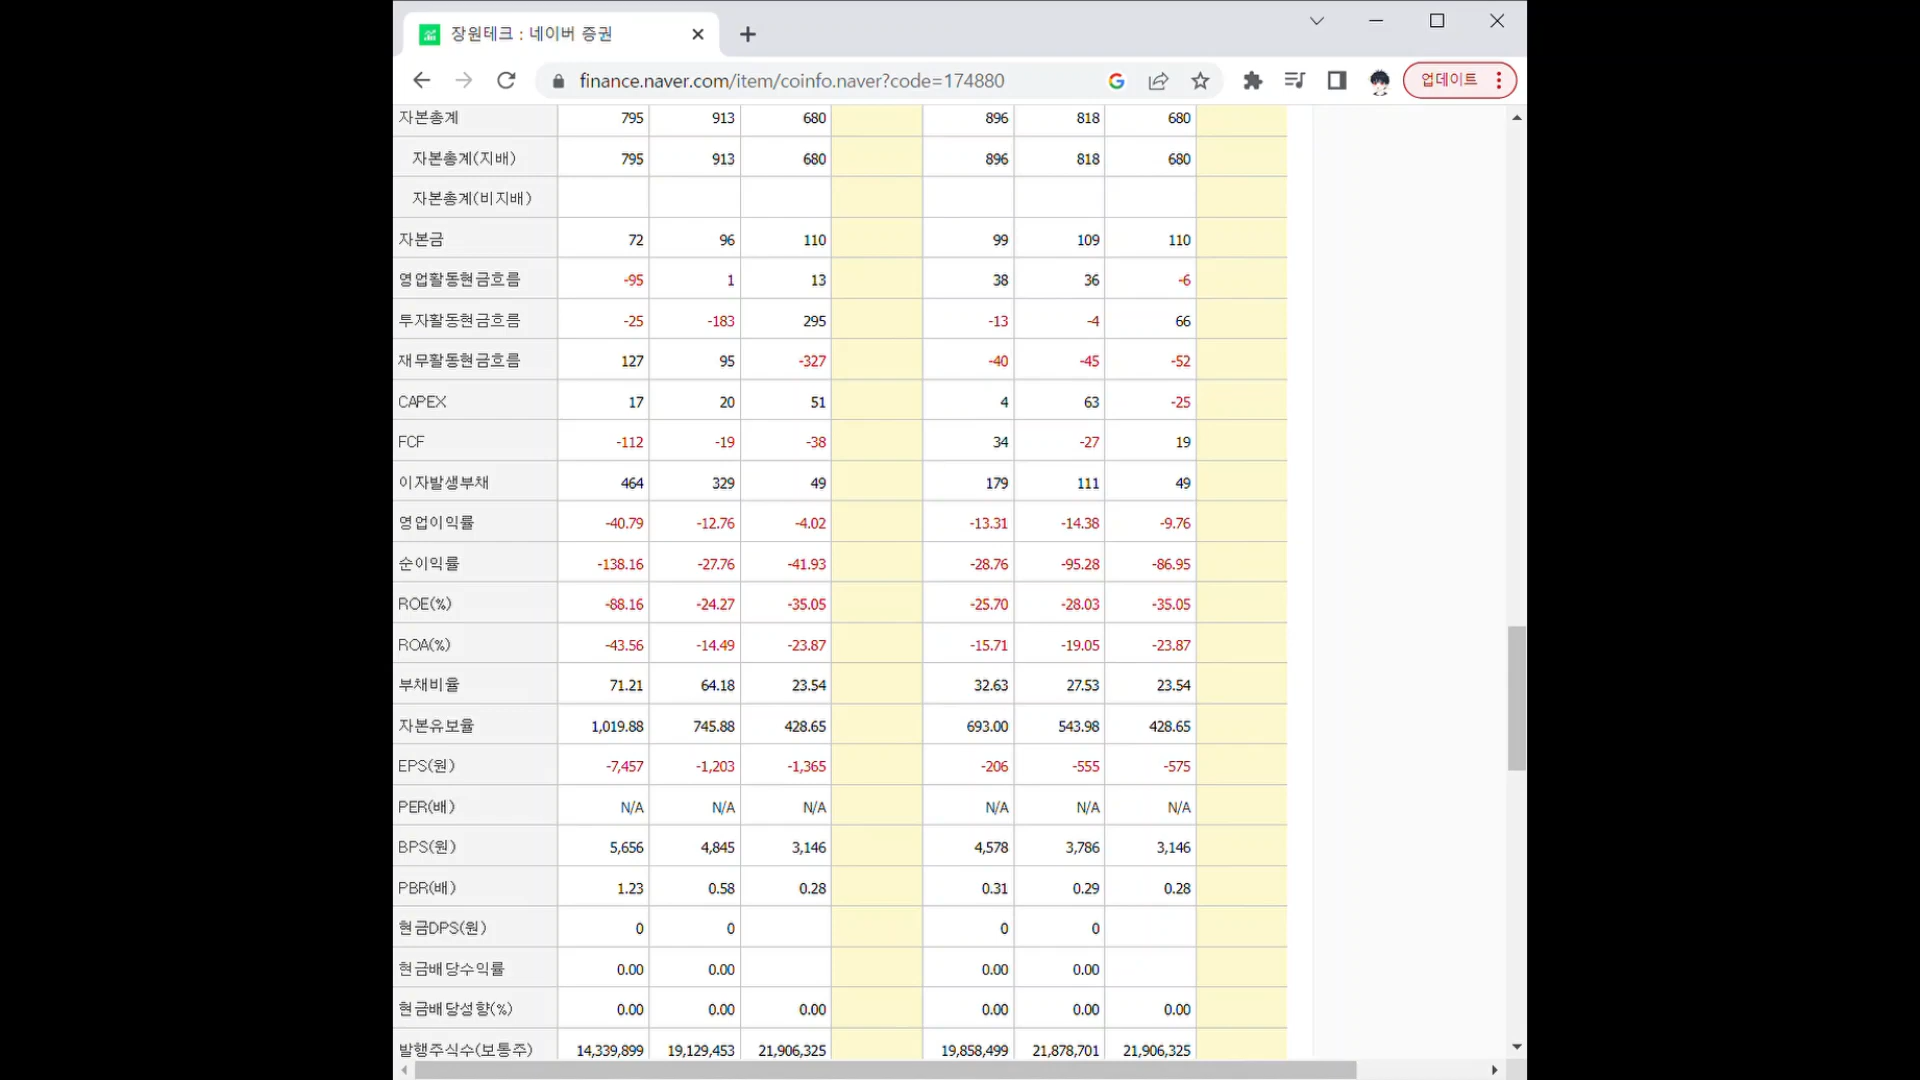 장원테크 : 네이버 증권
finance.naver.com/item/coinfo.naver?code=174880
업데이트
자본총계 795 913 680 896 818 680
자본총계(지배) 795 913 680 896 818 680
자본총계(비지배)
자본금 72 96 110 99 109 110
영업활동현금흐름 -95 1 13 38 36 -6
투자활동현금흐름 -25 -183 295 -13 -4 66
재무활동현금흐름 127 95 -327 -40 -45 -52
CAPEX 17 20 51 4 63 -25
FCF -112 -19 -38 34 -27 19
이자발생부채 464 329 49 179 111 49
영업이익률 -40.79 -12.76 -4.02 -13.31 -14.38 -9.76
순이익률 -138.16 -27.76 -41.93 -28.76 -95.28 -86.95
ROE(%) -88.16 -24.27 -35.05 -25.70 -28.03 -35.05
ROA(%) -43.56 -14.49 -23.87 -15.71 -19.05 -23.87
부채비율 71.21 64.18 23.54 32.63 27.53 23.54
자본유보율 1,019.88 745.88 428.65 693.00 543.98 428.65
EPS(원) -7,457 -1,203 -1,365 -206 -555 -575
PER(배) N/A N/A N/A N/A N/A N/A
BPS(원) 5,656 4,845 3,146 4,578 3,786 3,146
PBR(배) 1.23 0.58 0.28 0.31 0.29 0.28
현금DPS(원) 0 0 0 0
현금배당수익률 0.00 0.00 0.00 0.00
현금배당성향(%) 0.00 0.00 0.00 0.00 0.00 0.00
발행주식수(보통주) 14,339,899 19,129,453 21,906,325 19,858,499 21,878,701 21,906,325